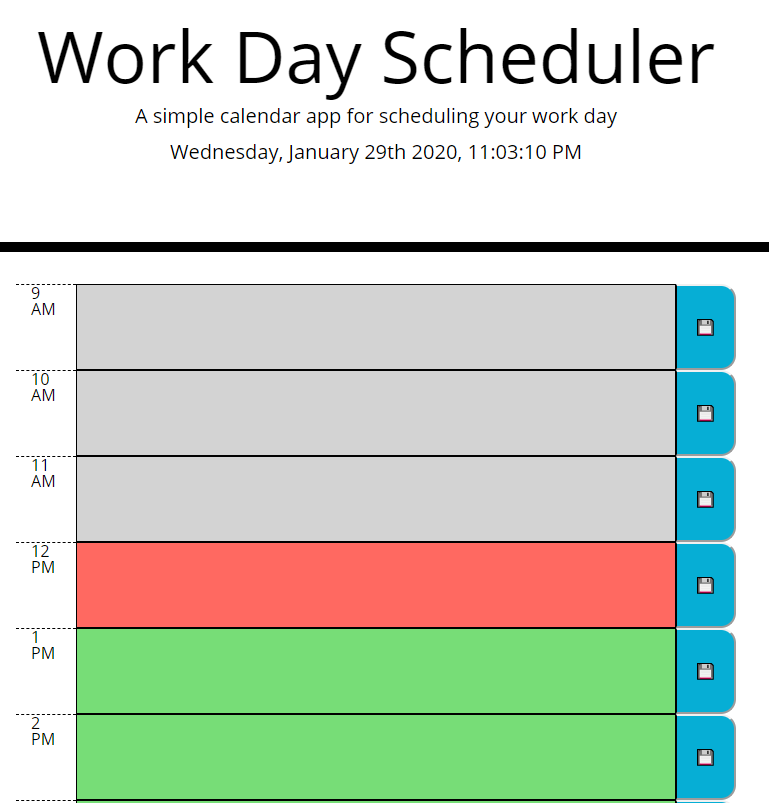 Work Day Scheduler
A simple calendar app for scheduling your work day
Wednesday, January 29th 2020, 11:03:10 PM
9
AM
10
AM
11
AM
12
PM
1
PM
2
PM